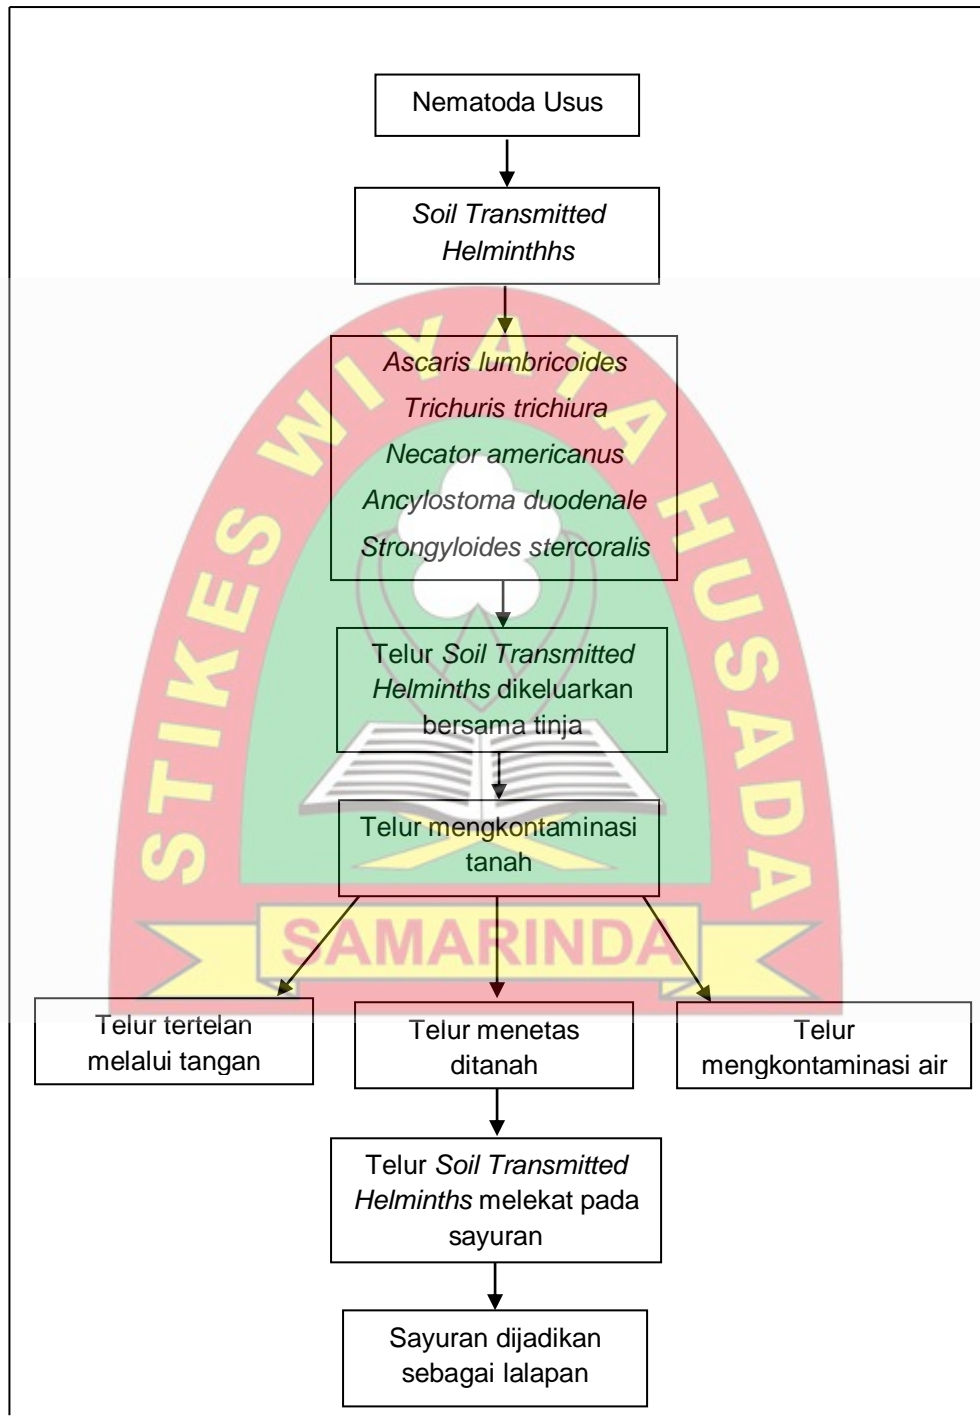 Nematoda Usus
Soil Transmitted
Helminthhs
Ascaris lumbricoides
Trichuris trichiura
Necator americanus
Ancylostoma duodenale
Strongyloides stercoralis
Telur Soil Transmitted
Helminths dikeluarkan
bersama tinja
Telur mengkontaminasi
tanah
Telur tertelan
melalui tangan
Telur menetas
ditanah
Telur
mengkontaminasi air
Telur Soil Transmitted
Helminths melekat pada
sayuran
Sayuran dijadikan
sebagai lalapan
STIKES WIYATA HUSADA
SAMARINDA